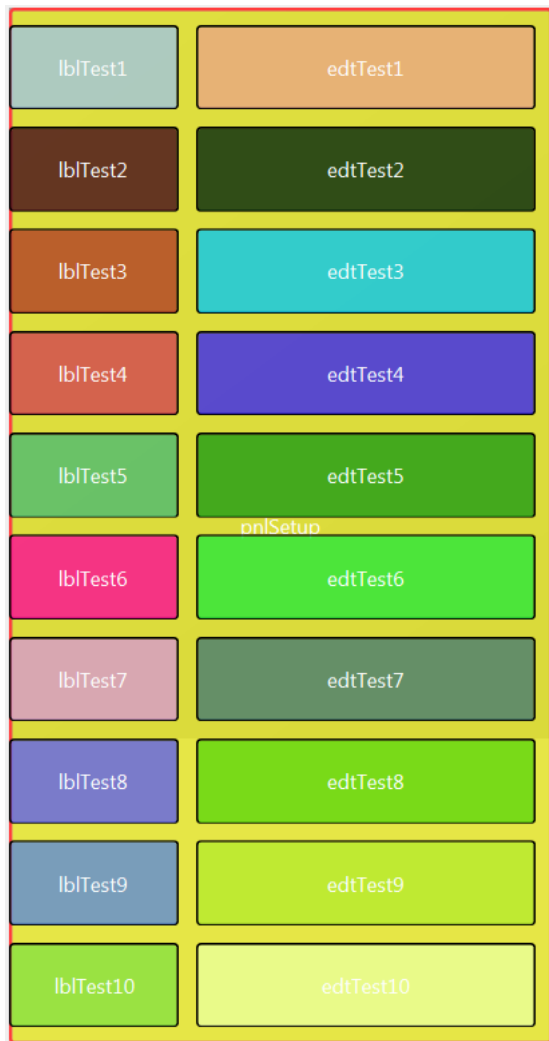 lblTest1 edtTest1
lblTest2 edtTest2
lblTest3 edtTest3
lblTest4 edtTest4
lblTest5 edtTest5
pnlSetup
lblTest6 edtTest6
lblTest7 edtTest7
lblTest8 edtTest8
lblTest9 edtTest9
lblTest10 edtTest10